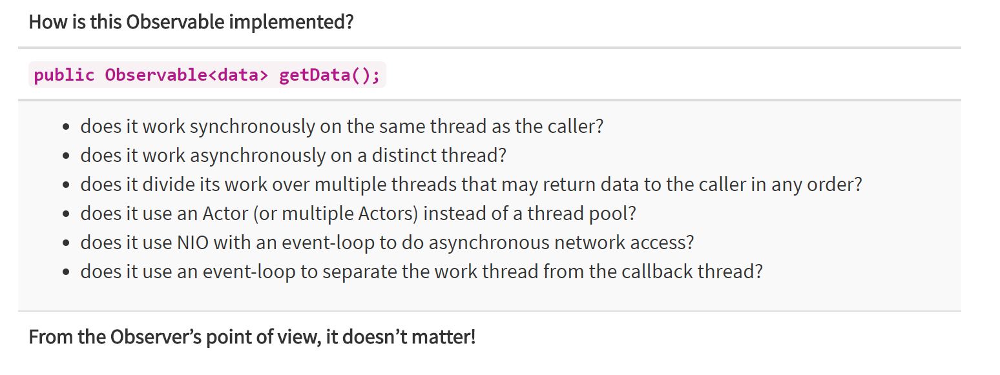 How is this Observable implemented?
public Observable<data> getData();
• does it work synchronously on the same thread as the caller?
• does it work asynchronously on a distinct thread?
• does it divide its work over multiple threads that may return data to the caller in any order?
• does it use an Actor (or multiple Actors) instead of a thread pool?
• does it use NIO with an event-loop to do asynchronous network access?
• does it use an event-loop to separate the work thread from the callback thread?
From the Observer’s point of view, it doesn’t matter!